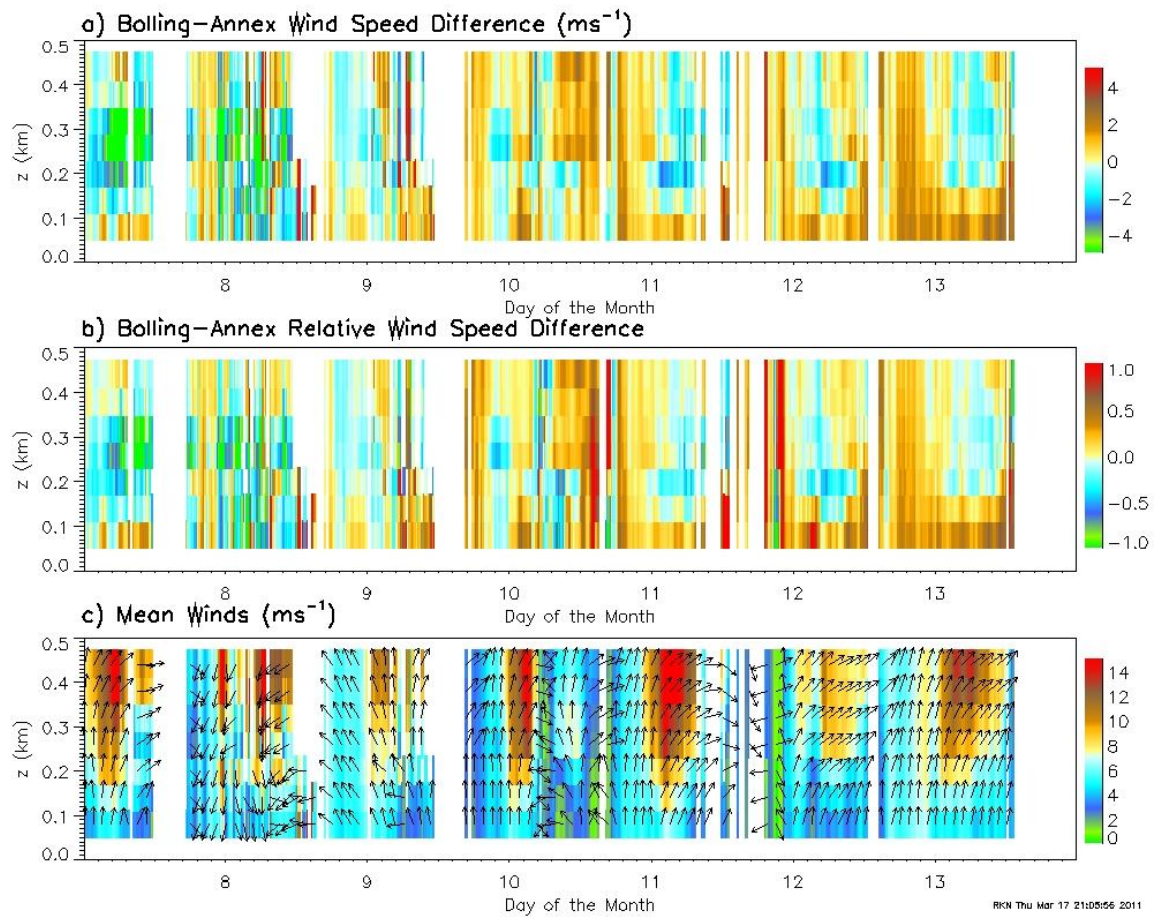 a) Bolling-Annex Wind Speed Difference (ms⁻¹)
0.5
0.4
0.3
0.2
0.1
0.0
z (km)
4
2
0
-2
-4
8 9 10 11 12 13
Day of the Month
b) Bolling-Annex Relative Wind Speed Difference
0.5
0.4
0.3
0.2
0.1
0.0
z (km)
1.0
0.5
0.0
-0.5
-1.0
8 9 10 11 12 13
Day of the Month
c) Mean Winds (ms⁻¹)
0.5
0.4
0.3
0.2
0.1
0.0
z (km)
14
12
10
8
6
4
2
0
8 9 10 11 12 13
Day of the Month
RKN Thu Mar 17 21:05:56 2011